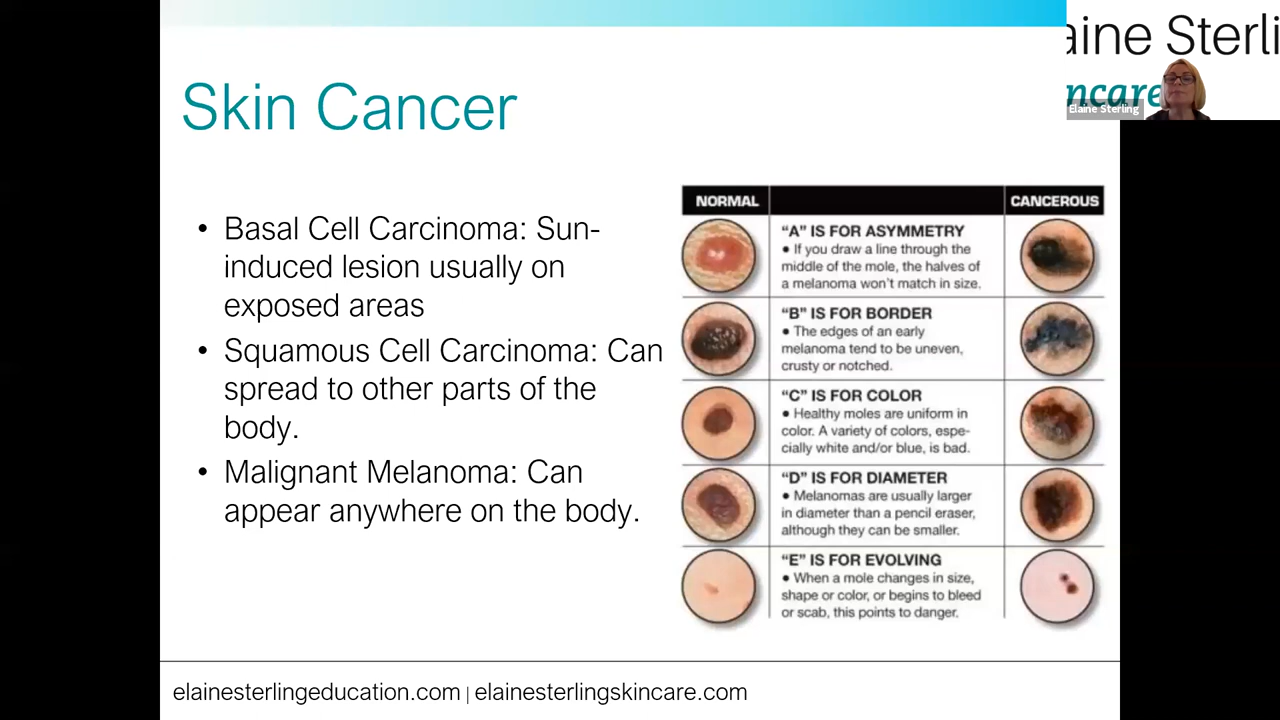 Skin Cancer
• Basal Cell Carcinoma: Sun-
induced lesion usually on
exposed areas
• Squamous Cell Carcinoma: Can
spread to other parts of the
body.
• Malignant Melanoma: Can
appear anywhere on the body.
NORMAL
CANCEROUS
“A” IS FOR ASYMMETRY
• If you draw a line through the
middle of the mole, the halves of
a melanoma won't match in size.
“B” IS FOR BORDER
• The edges of an early
melanoma tend to be uneven,
crusty or notched.
“C” IS FOR COLOR
• Healthy moles are uniform in
color. A variety of colors, espe-
cially white and/or blue, is bad.
“D” IS FOR DIAMETER
• Melanomas are usually larger
in diameter than a pencil eraser,
although they can be smaller.
“E” IS FOR EVOLVING
• When a mole changes in size,
shape or color, or begins to bleed
or scab, this points to danger.
elainesterlingeducation.com | elainesterlingskincare.com
aine Sterli
ncare
Elaine Sterling